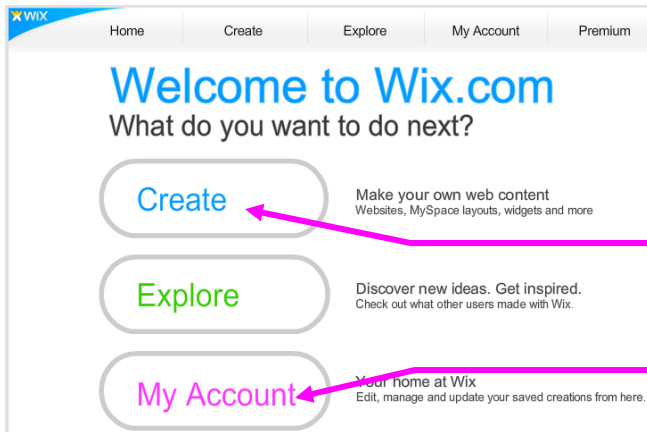 WiX
Home Create Explore My Account Premium
Welcome to Wix.com
What do you want to do next?
Create
Make your own web content
Websites, MySpace layouts, widgets and more
Explore
Discover new ideas. Get inspired.
Check out what other users made with Wix.
My Account
Your home at Wix
Edit, manage and update your saved creations from here.